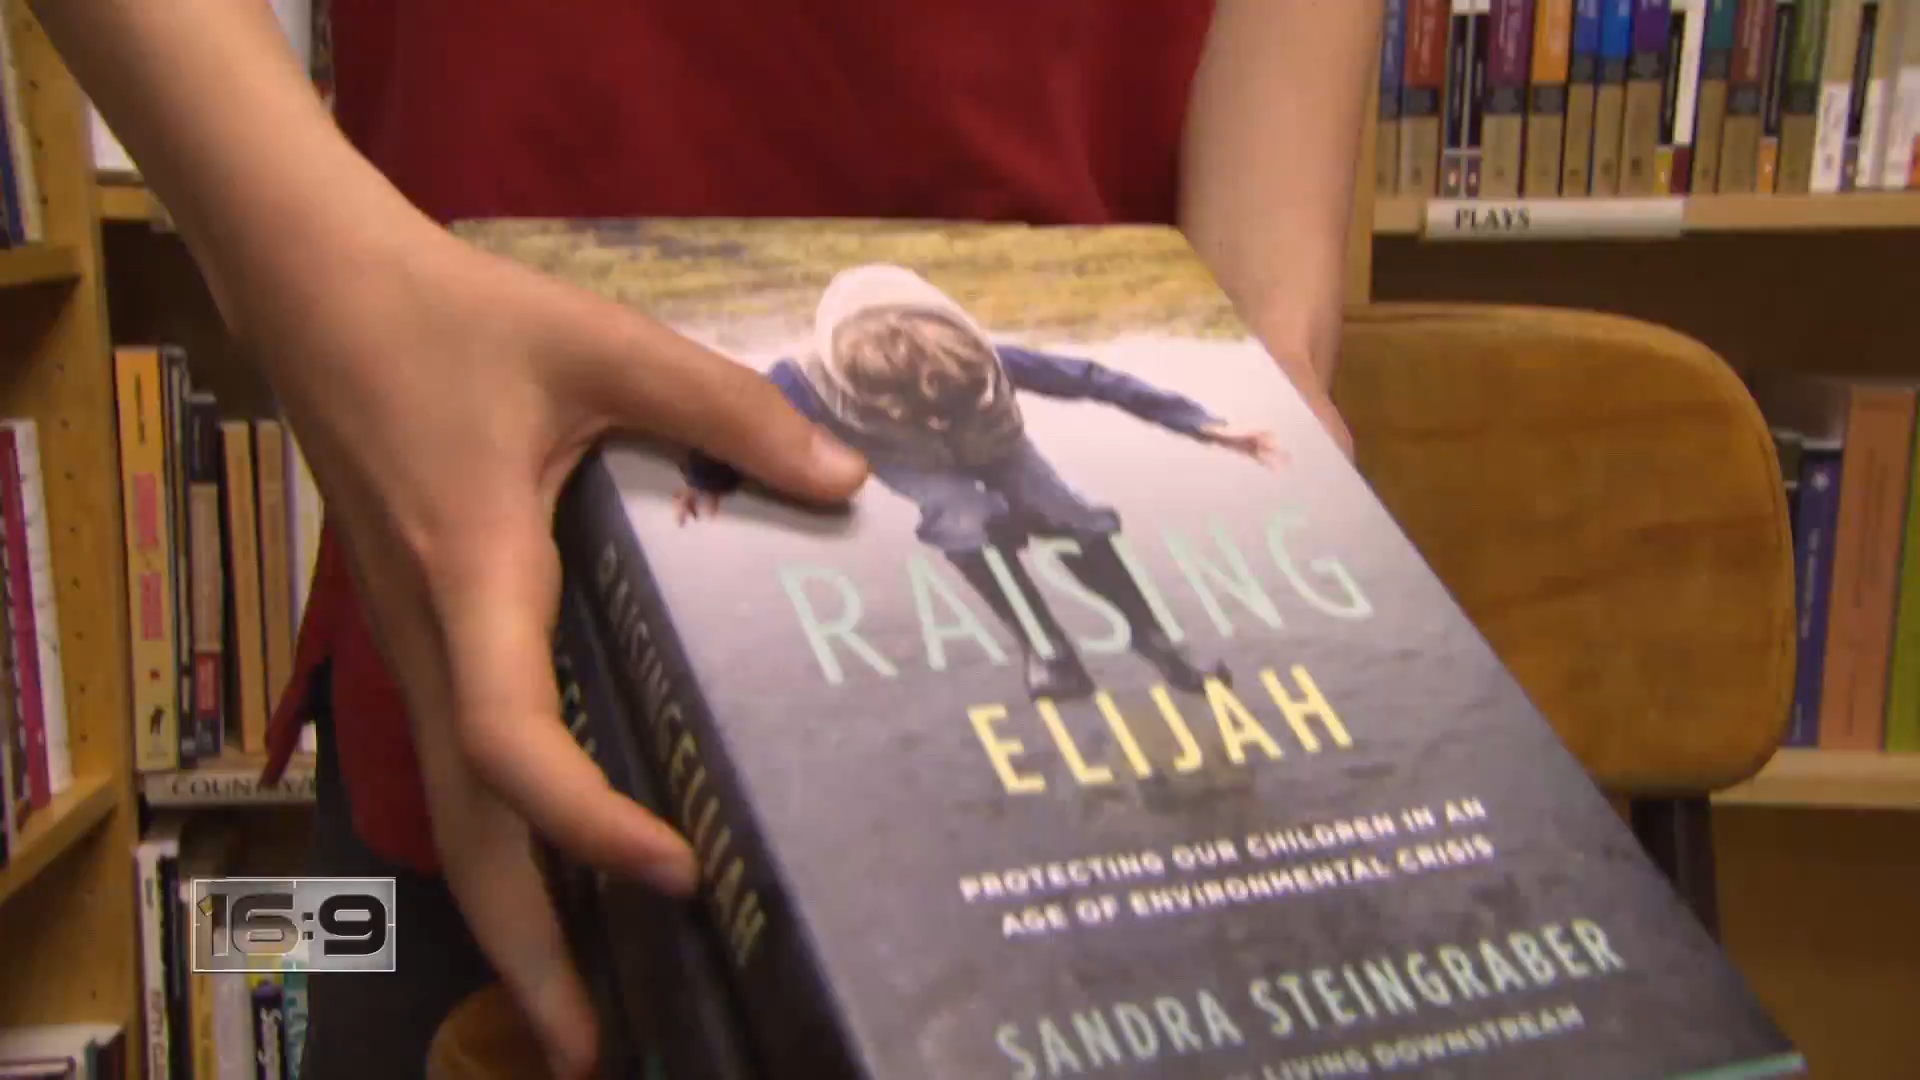 PLAYS
RAISING
ELIJAH
PROTECTING OUR CHILDREN IN AN
AGE OF ENVIRONMENTAL CRISIS
SANDRA STEINGRABER
LIVING DOWNSTREAM
RAISING ELIJAH
16:9